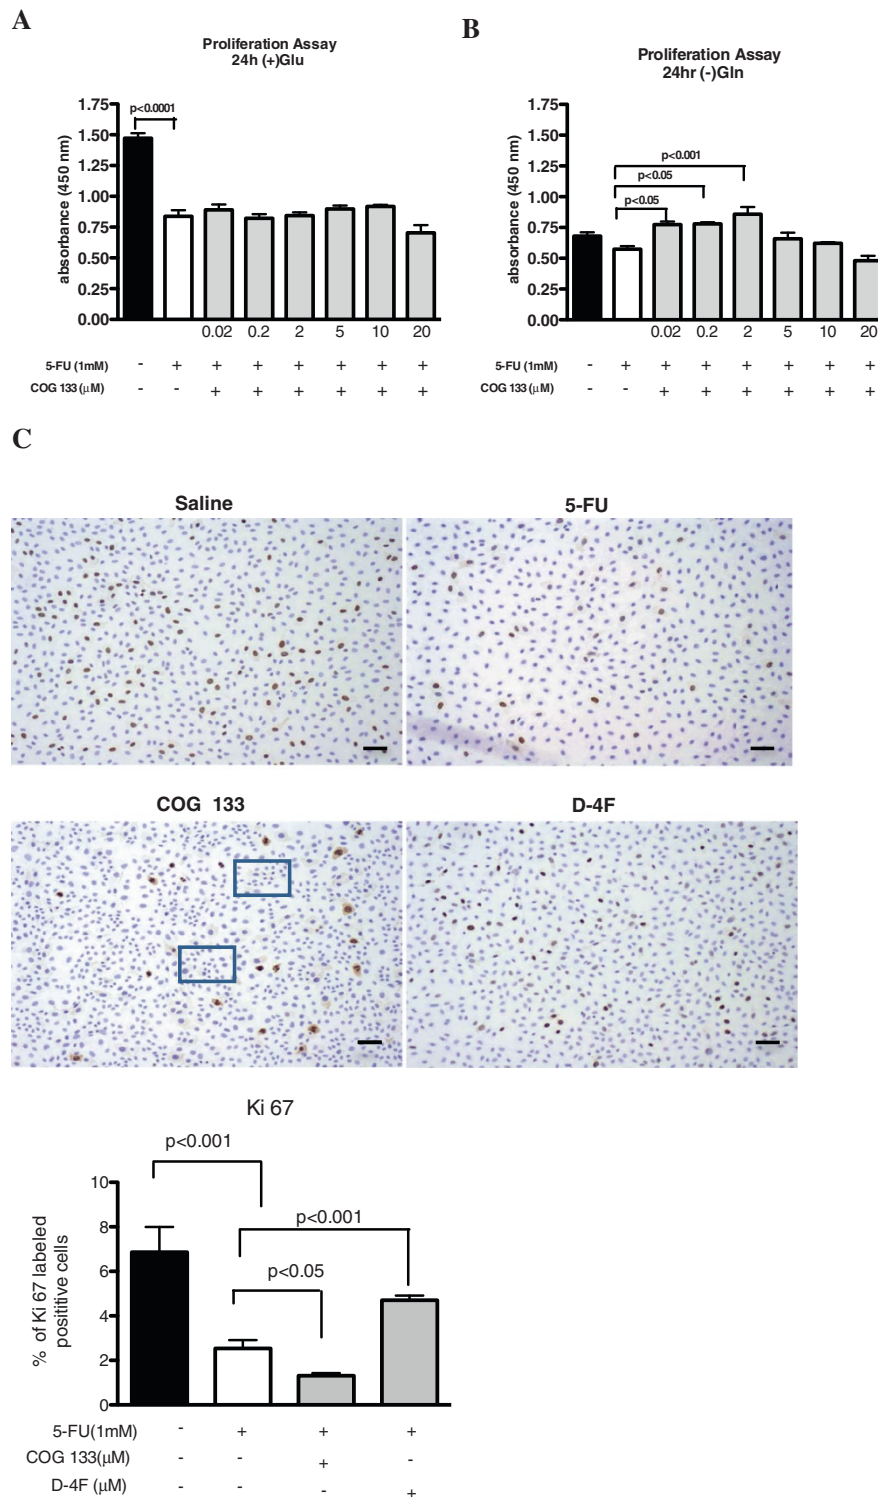 A
Proliferation Assay
24h (+)Glu
absorbance (450 nm)
1.75
1.50
1.25
1.00
0.75
0.50
0.25
0.00
p<0.0001
0.02 0.2 2 5 10 20
5-FU (1mM) - + + + + + + +
COG 133 (µM) - - + + + + + +
B
Proliferation Assay
24hr (-)Gln
absorbance (450 nm)
1.75
1.50
1.25
1.00
0.75
0.50
0.25
0.00
p<0.001
p<0.05
p<0.05
0.02 0.2 2 5 10 20
5-FU (1mM) - + + + + + + +
COG 133 (µM) - - + + + + + +
C
Saline
5-FU
COG 133
D-4F
Ki 67
% of Ki 67 labeled
posititive cells
10
8
6
4
2
0
p<0.001
p<0.001
p<0.05
5-FU(1mM) - + + +
COG 133(µM) - - + -
D-4F (µM) - - - +